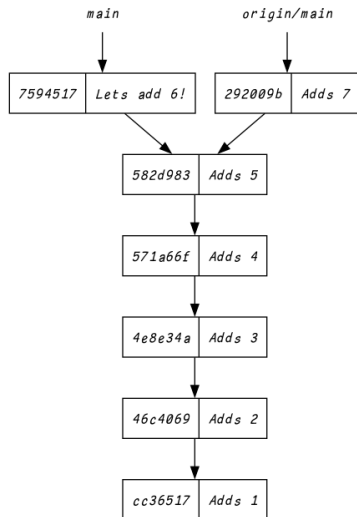 main origin/main
7594517 Lets add 6! 292009b Adds 7
582d983 Adds 5
571a66f Adds 4
4e8e34a Adds 3
46c4069 Adds 2
cc36517 Adds 1